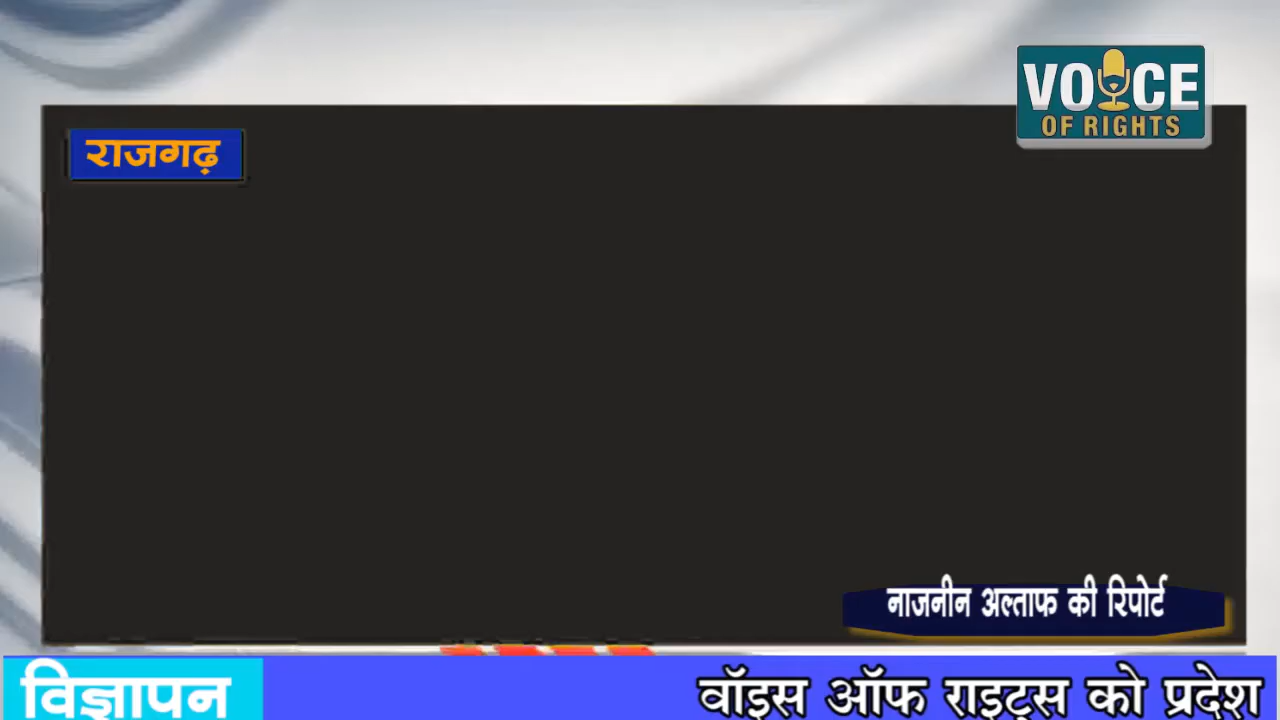 VOICE
OF RIGHTS
राजगढ़
नाजनीन अल्ताफ की रिपोर्ट
विज्ञापन
वॉइस ऑफ राइट्स को प्रदेश